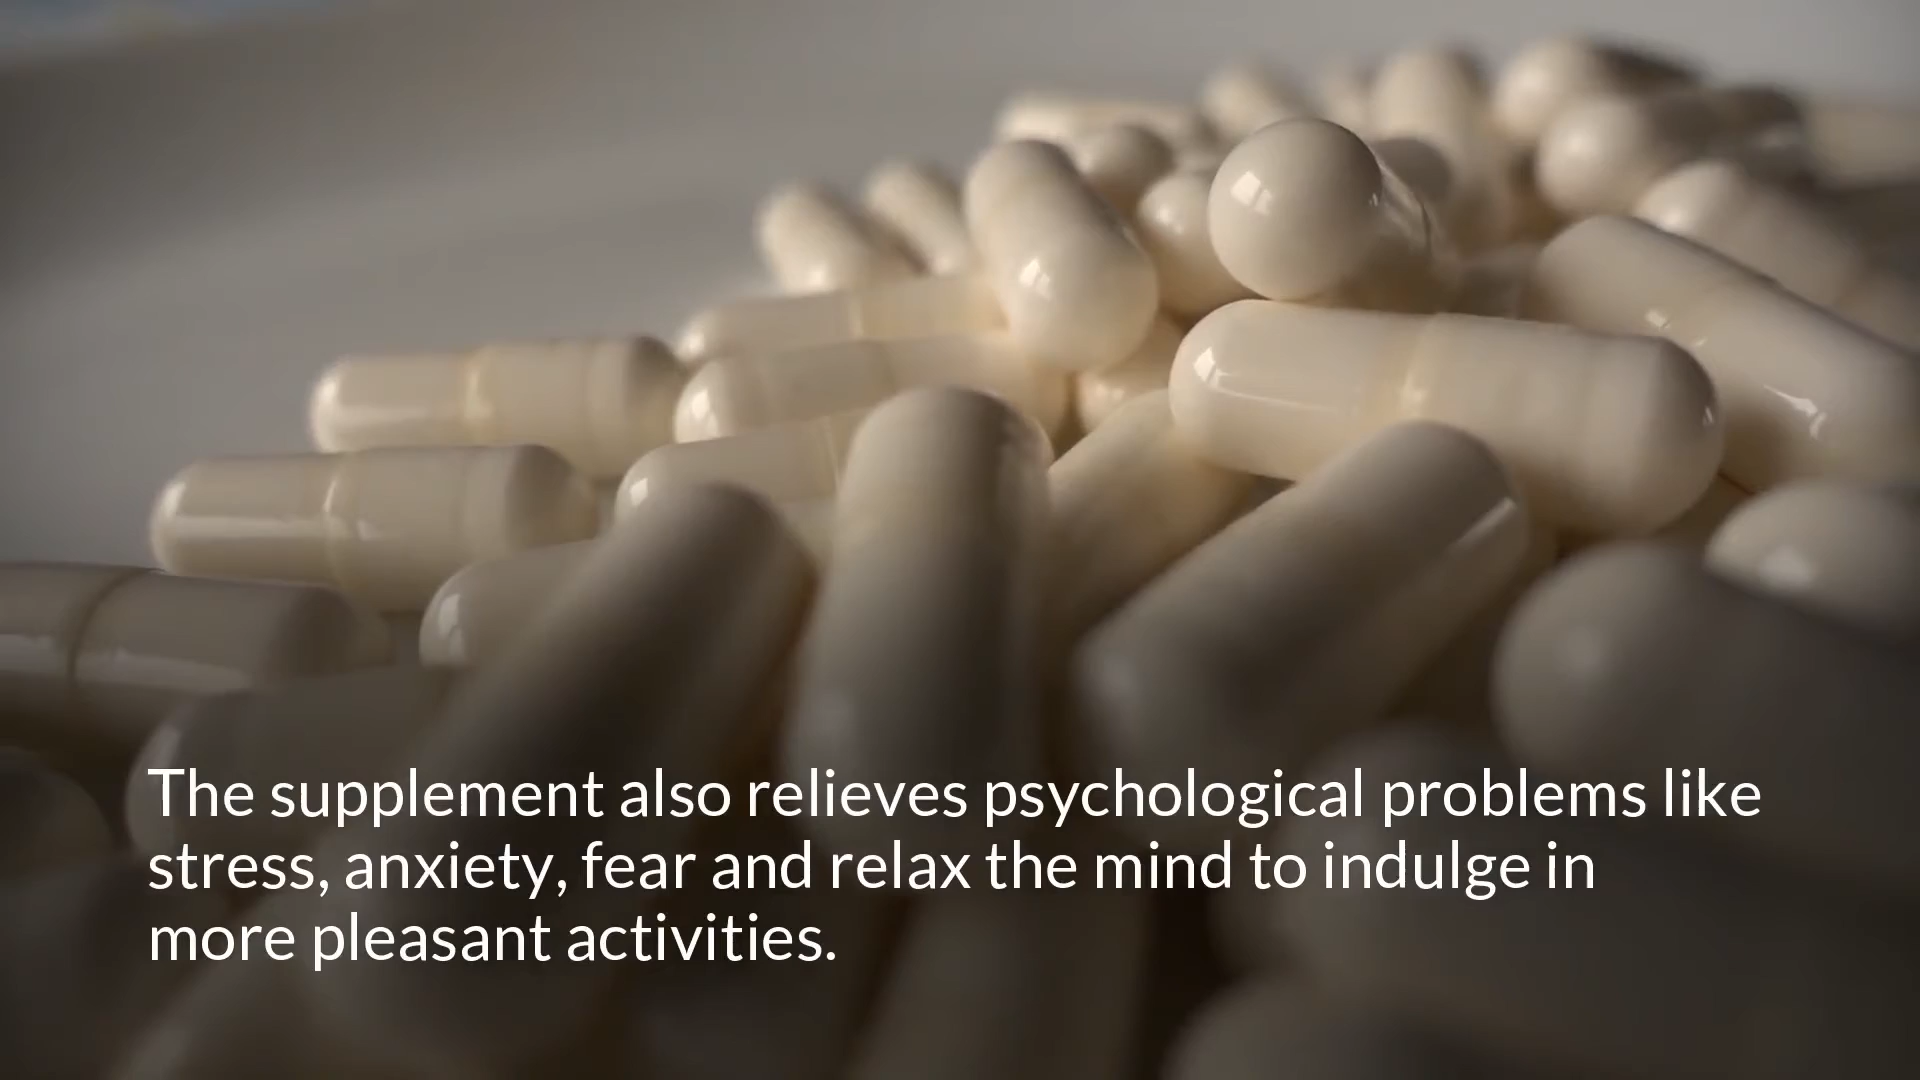 The supplement also relieves psychological problems like
stress, anxiety, fear and relax the mind to indulge in
more pleasant activities.